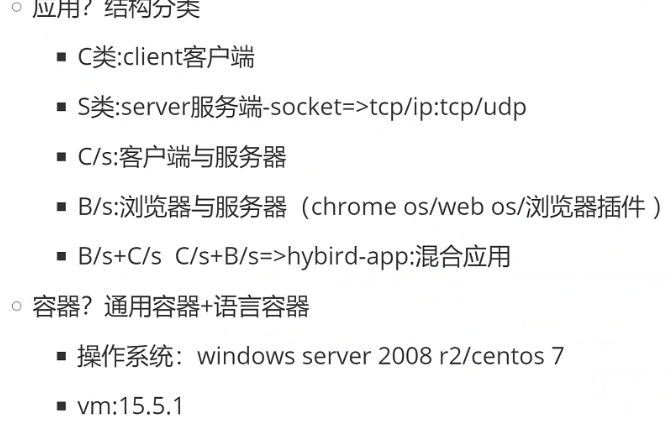 应用？结构分类
C类:client客户端
S类:server服务端-socket=>tcp/ip:tcp/udp
C/s:客户端与服务器
B/s:浏览器与服务器（chrome os/web os/浏览器插件 ）
B/s+C/s C/s+B/s=>hybird-app:混合应用
容器？通用容器+语言容器
操作系统：windows server 2008 r2/centos 7
vm:15.5.1